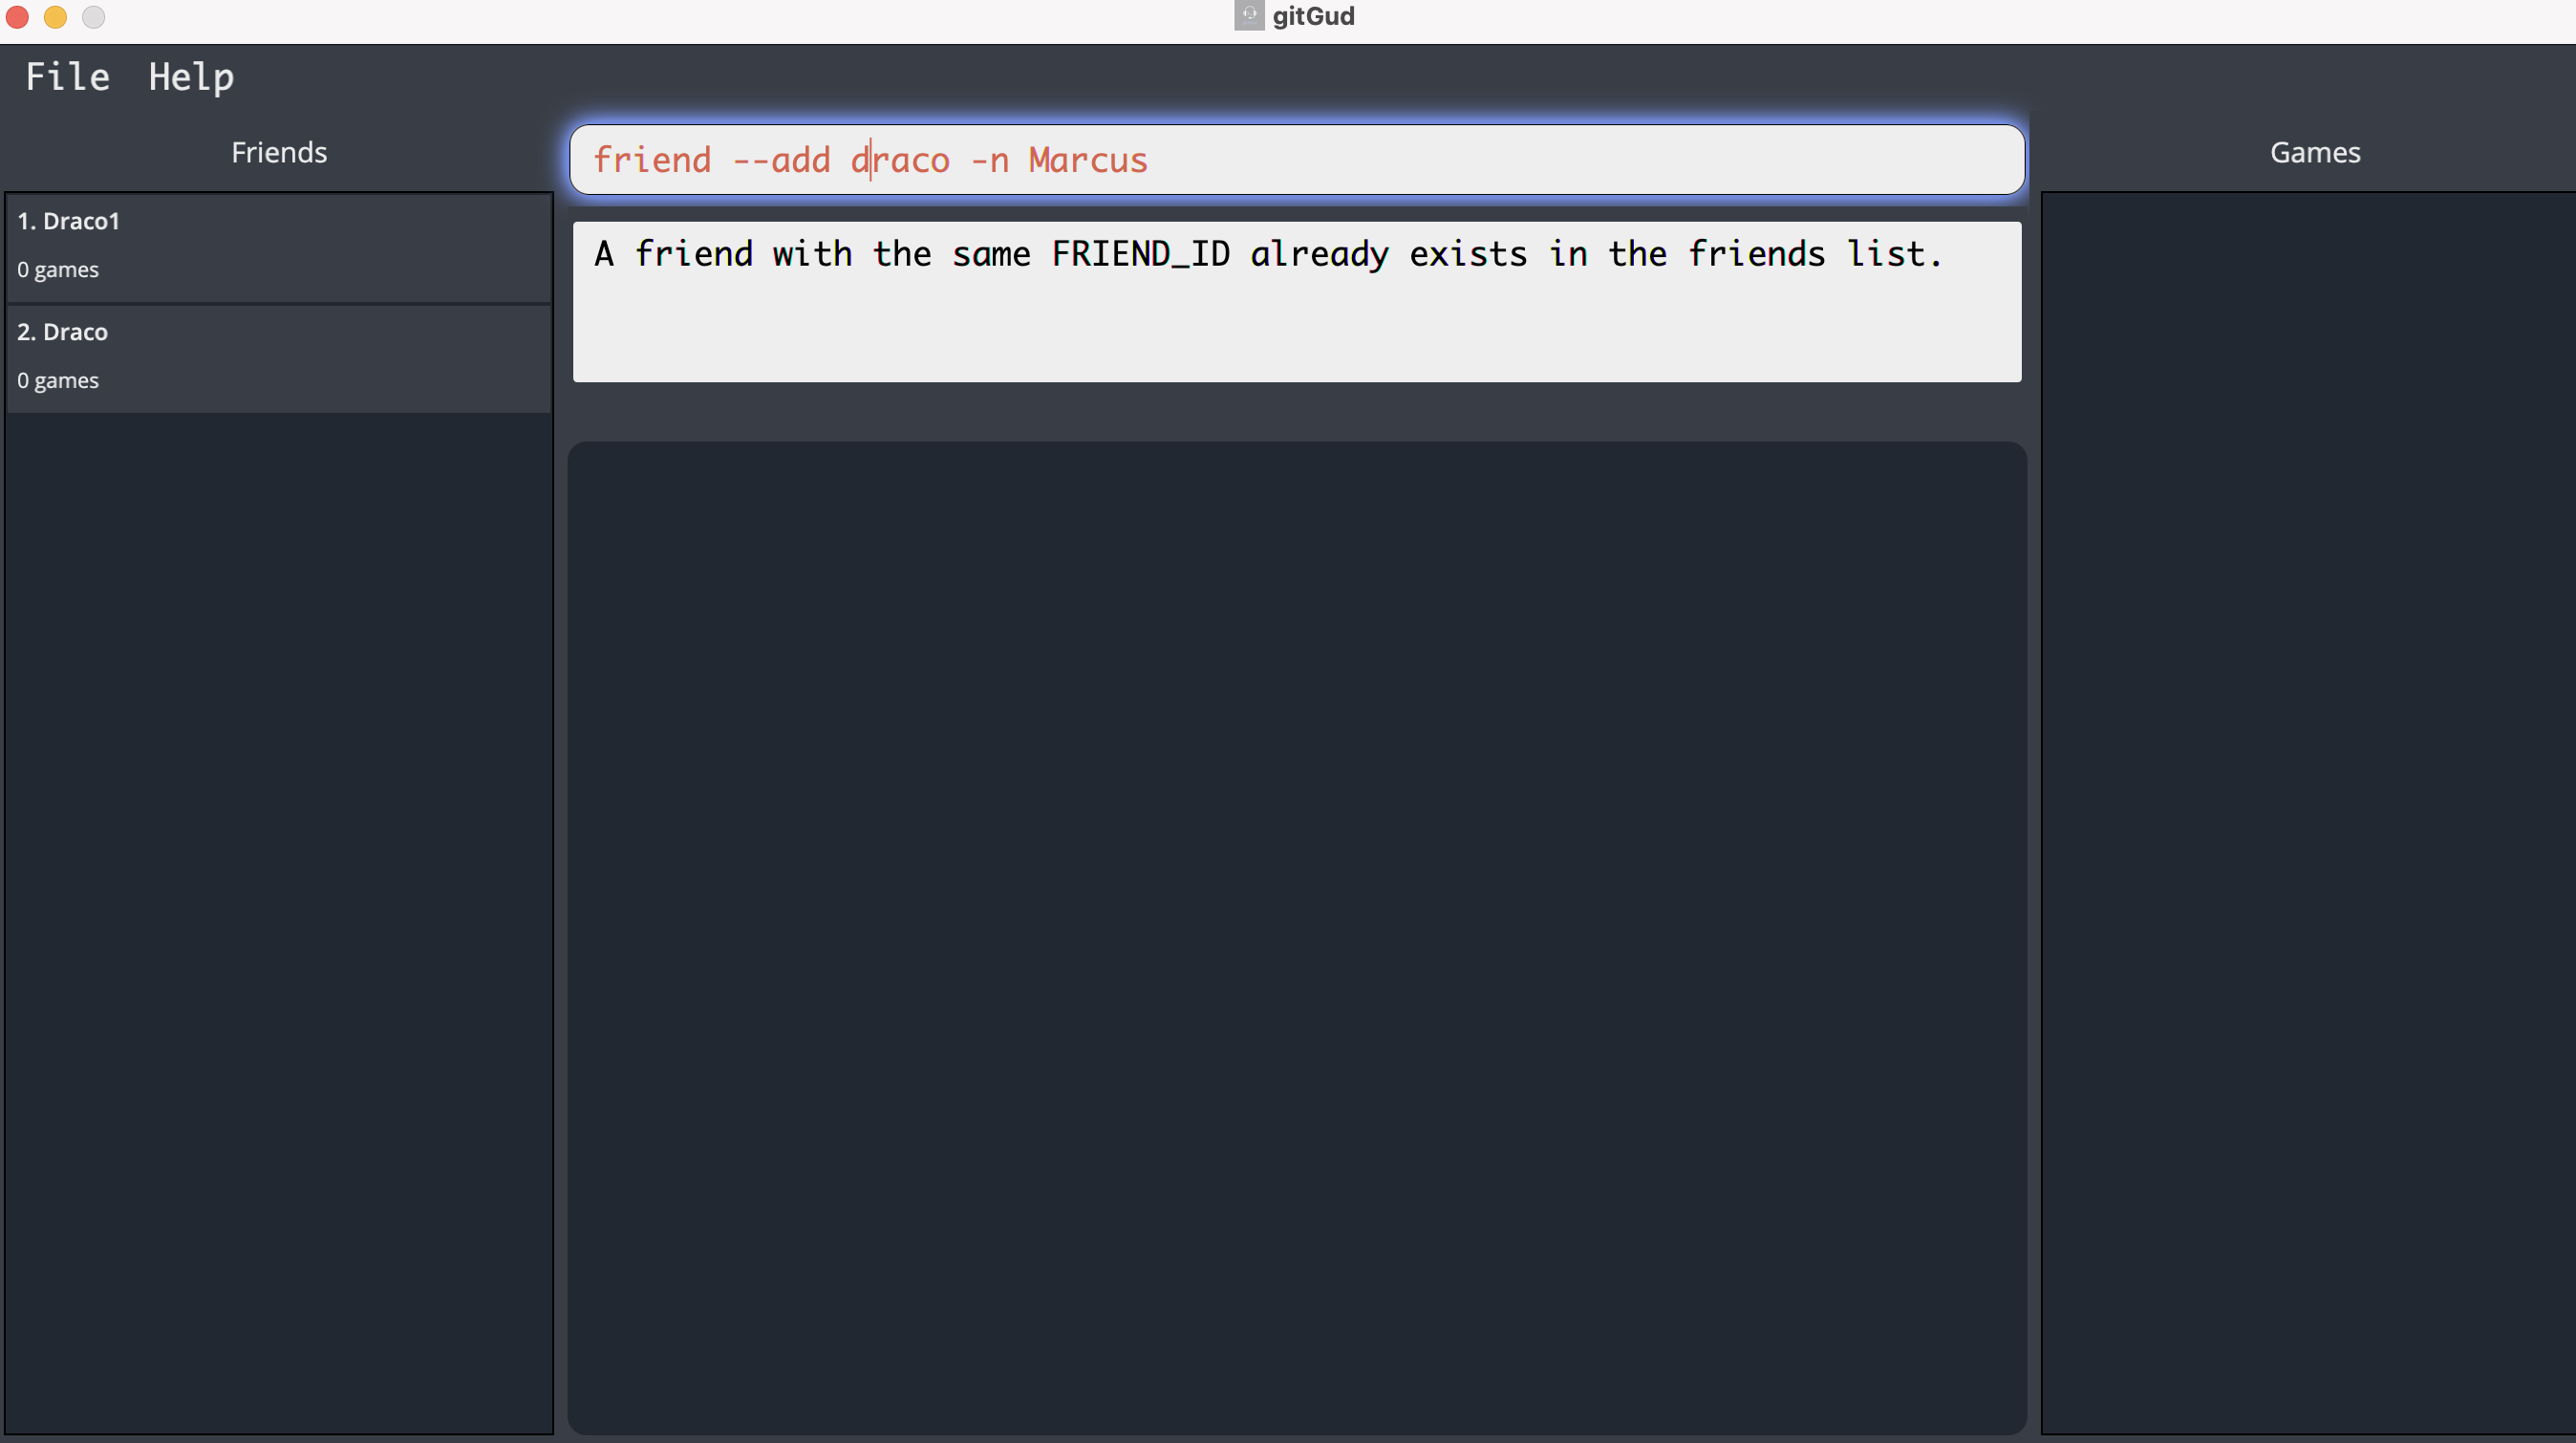 gitGud
File Help
Friends
friend --add draco -n Marcus
Games
1. Draco1
0 games
2. Draco
0 games
A friend with the same FRIEND_ID already exists in the friends list.